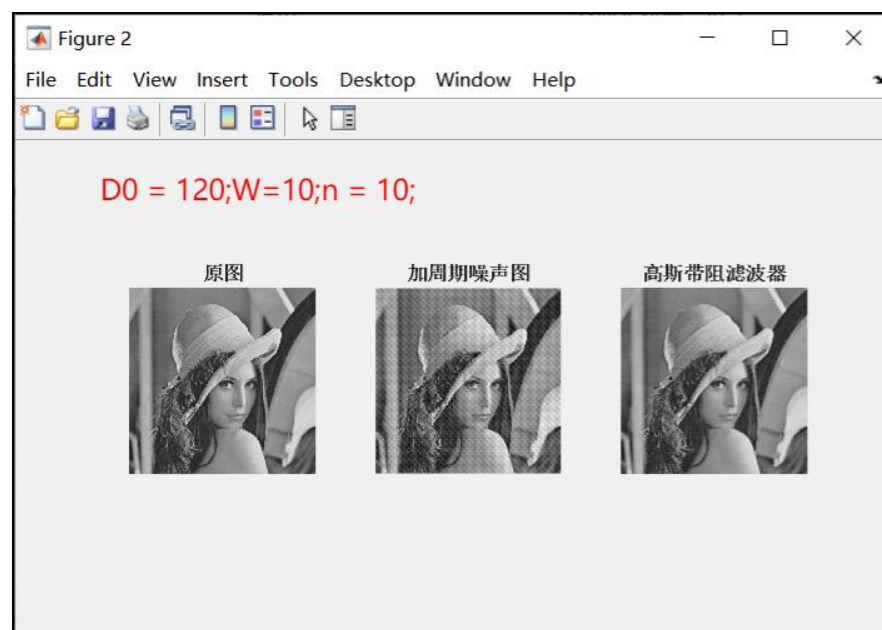 Figure 2
File Edit View Insert Tools Desktop Window Help
D0 = 120;W=10;n = 10;
原图 加周期噪声图 高斯带阻滤波器